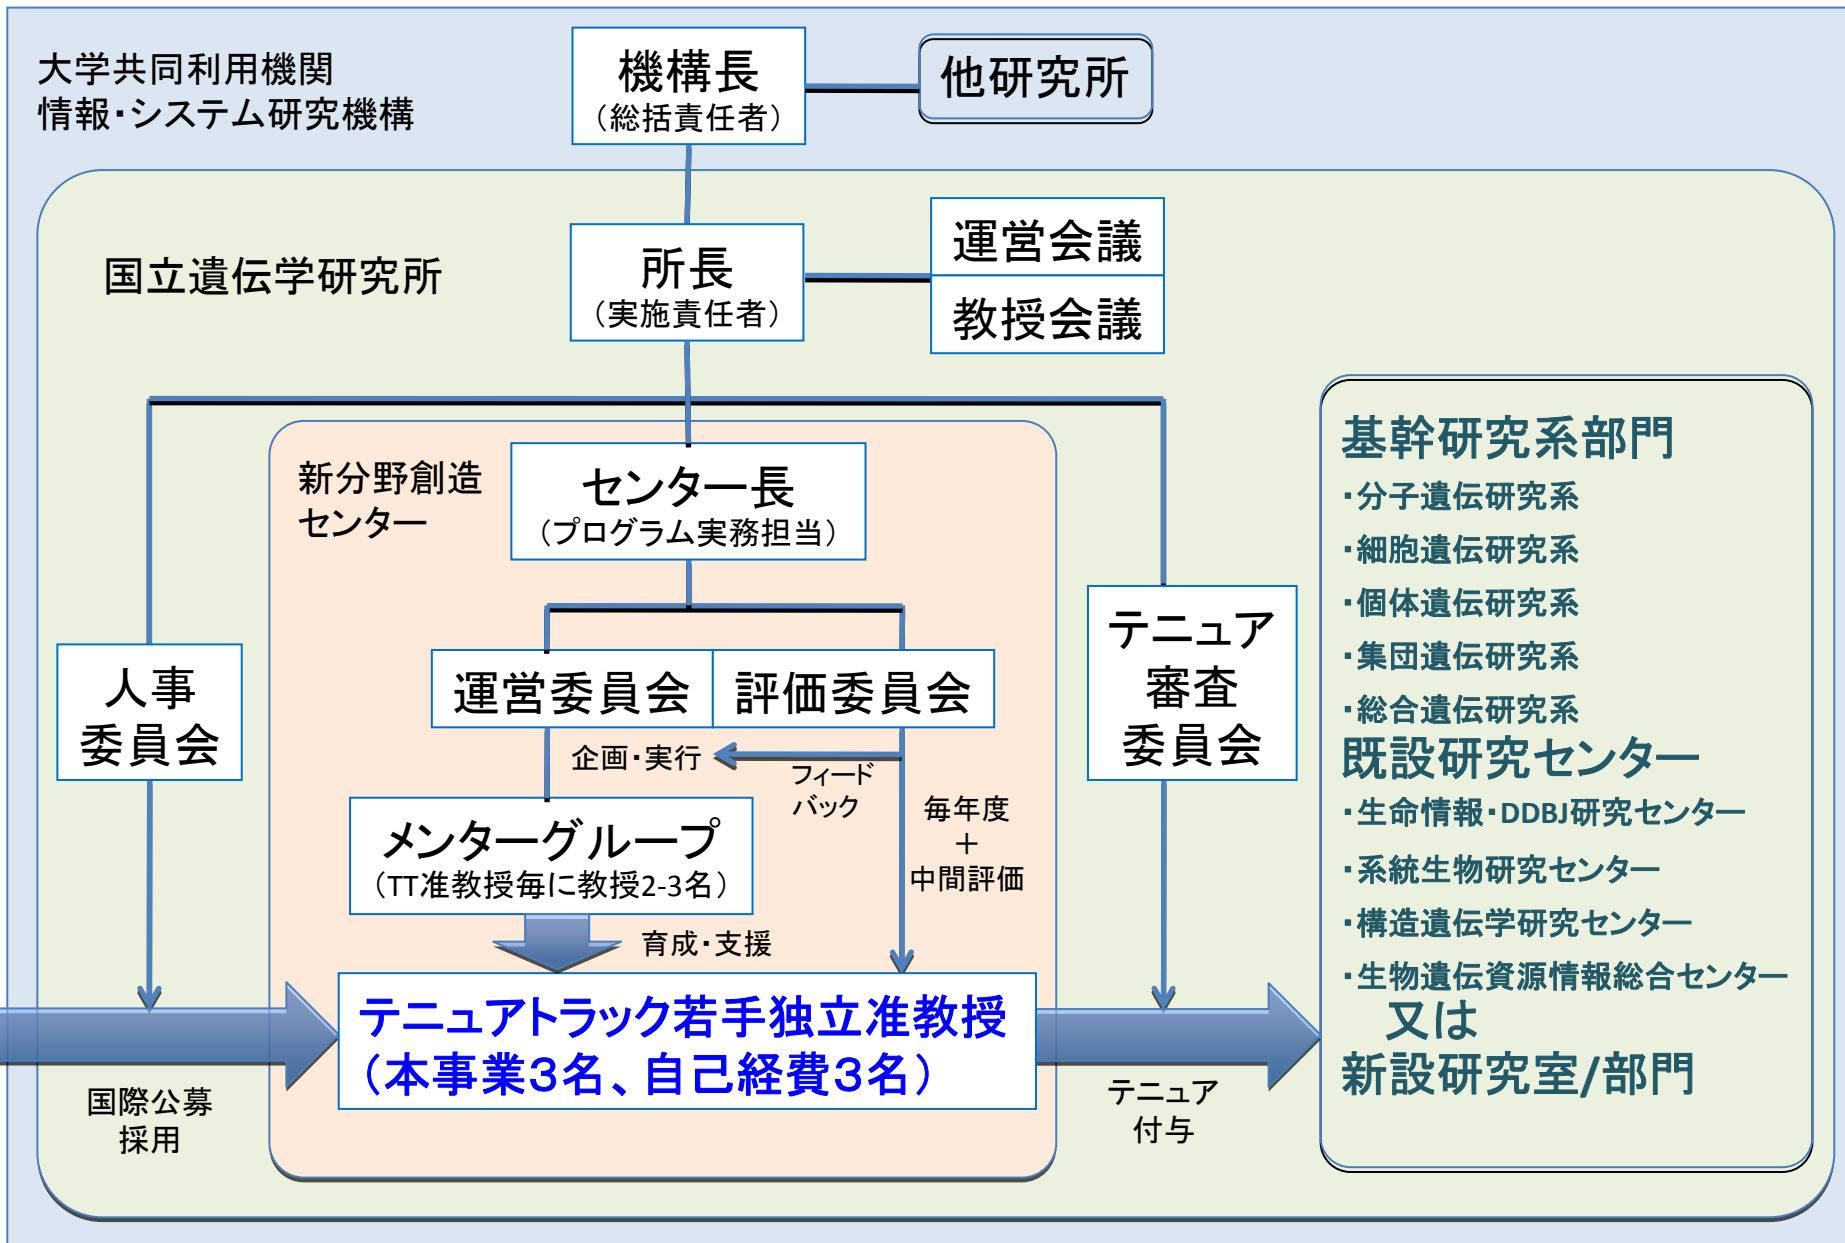 大学共同利用機関
情報・システム研究機構
機構長
（総括責任者）
他研究所
国立遺伝学研究所
所長
（実施責任者）
運営会議
教授会議
新分野創造
センター
センター長
（プログラム実務担当）
人事
委員会
運営委員会
評価委員会
テニュア
審査
委員会
企画・実行
フィード
バック
毎年度
＋
中間評価
メンターグループ
（TT准教授毎に教授2-3名）
育成・支援
テニュアトラック若手独立准教授
（本事業３名、自己経費３名）
国際公募
採用
テニュア
付与
基幹研究系部門
・分子遺伝研究系
・細胞遺伝研究系
・個体遺伝研究系
・集団遺伝研究系
・総合遺伝研究系
既設研究センター
・生命情報・DDBJ研究センター
・系統生物研究センター
・構造遺伝学研究センター
・生物遺伝資源情報総合センター
又は
新設研究室/部門